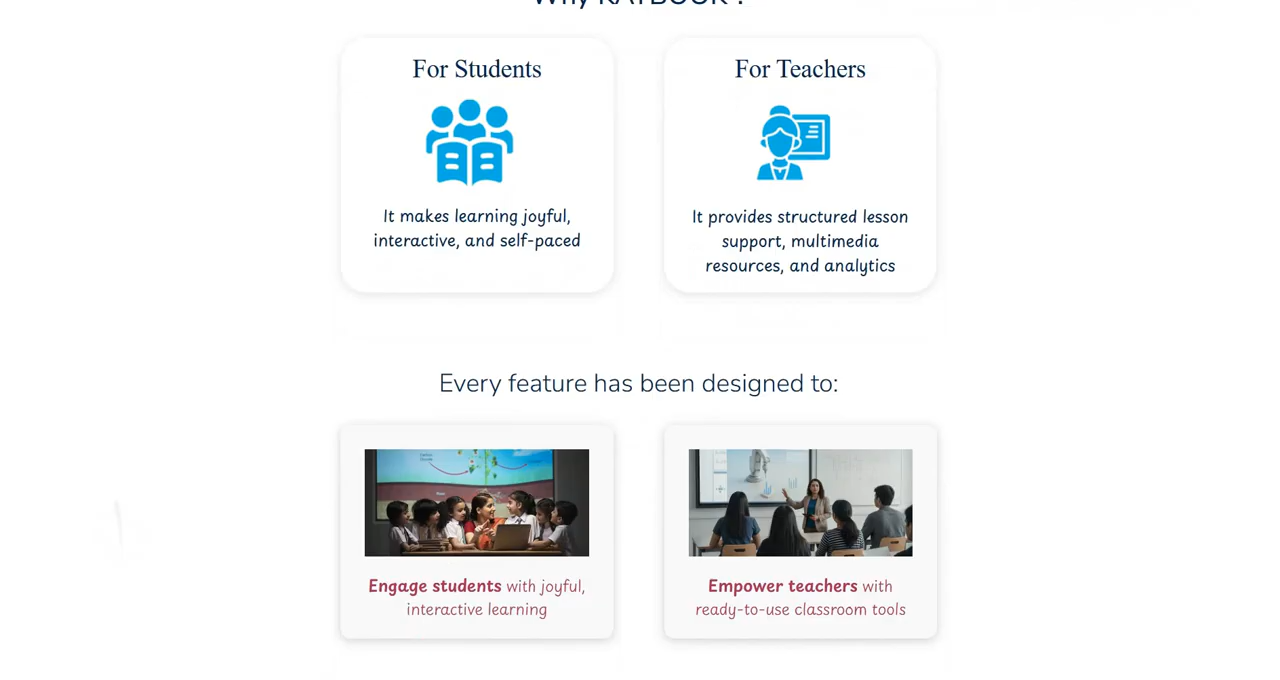 Why KAYBOOK ?
For Students
For Teachers
It makes learning joyful,
interactive, and self-paced
It provides structured lesson
support, multimedia
resources, and analytics
Every feature has been designed to:
Engage students with joyful,
interactive learning
Empower teachers with
ready-to-use classroom tools